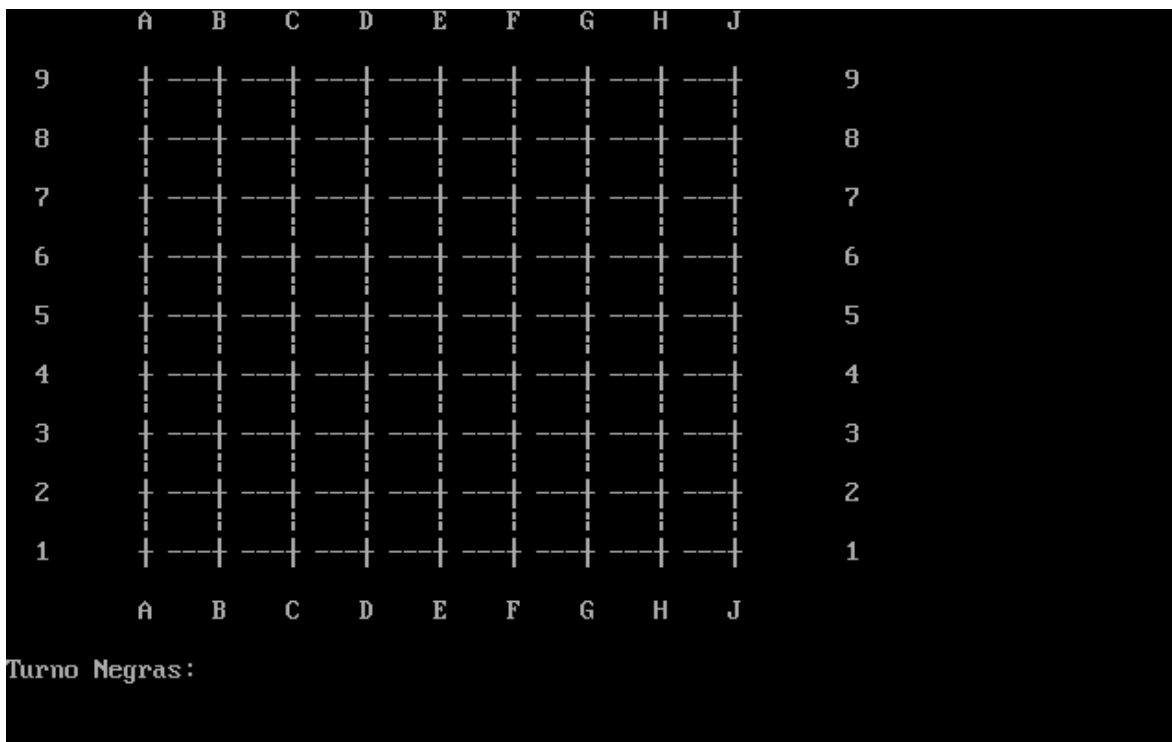 A B C D E F G H J
9 + ---+ ---+ ---+ ---+ ---+ ---+ ---+ ---+ 9
8 + ---+ ---+ ---+ ---+ ---+ ---+ ---+ ---+ 8
7 + ---+ ---+ ---+ ---+ ---+ ---+ ---+ ---+ 7
6 + ---+ ---+ ---+ ---+ ---+ ---+ ---+ ---+ 6
5 + ---+ ---+ ---+ ---+ ---+ ---+ ---+ ---+ 5
4 + ---+ ---+ ---+ ---+ ---+ ---+ ---+ ---+ 4
3 + ---+ ---+ ---+ ---+ ---+ ---+ ---+ ---+ 3
2 + ---+ ---+ ---+ ---+ ---+ ---+ ---+ ---+ 2
1 + ---+ ---+ ---+ ---+ ---+ ---+ ---+ ---+ 1
A B C D E F G H J
Turno Negras: